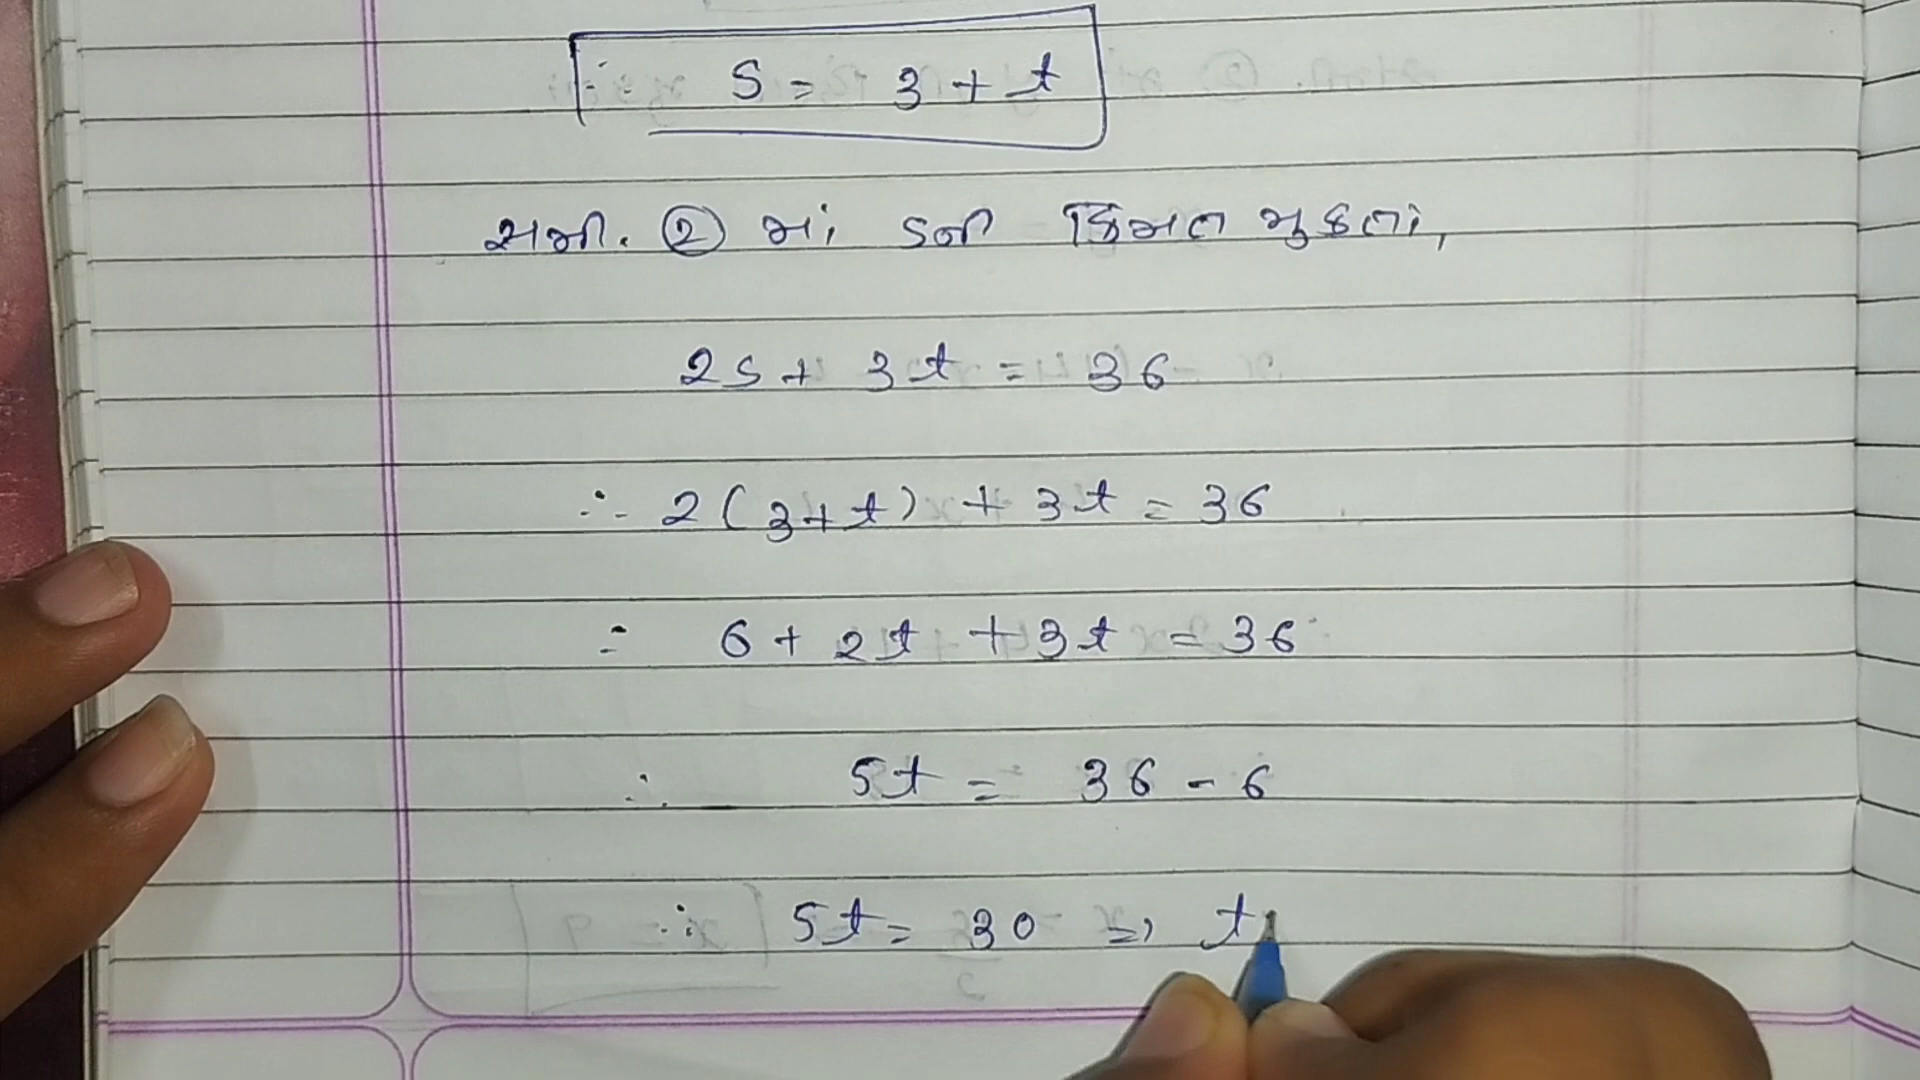 ∴ S = 3 + t
સમી. ② માં s ની કિંમત મુકતાં,
2s + 3t = 36
∴ 2(3+t) + 3t = 36
∴ 6 + 2t + 3t = 36
∴ 5t = 36 - 6
∴ 5t = 30 => t